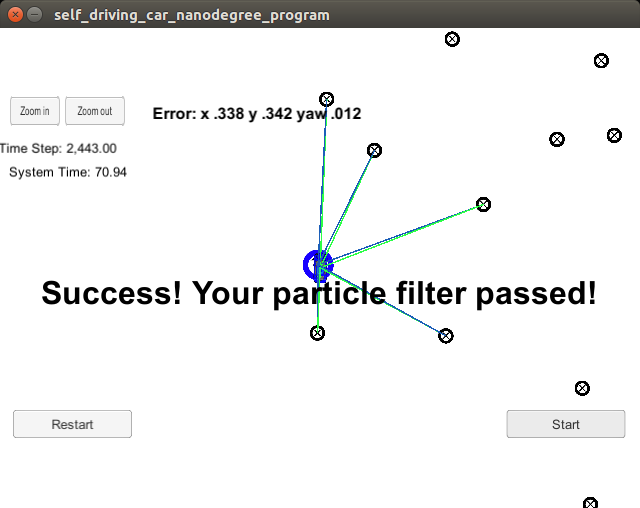 self_driving_car_nanodegree_program
Zoom in
Zoom out
Error: x .338 y .342 yaw .012
Time Step: 2,443.00
System Time: 70.94
Success! Your particle filter passed!
Restart
Start